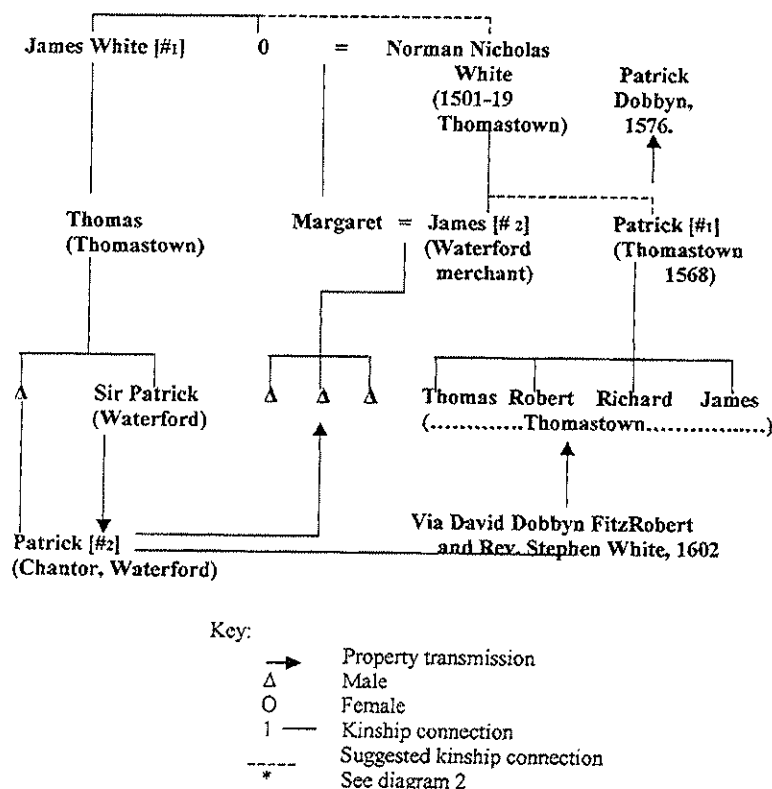 James White [#1] O = Norman Nicholas
White
(1501-19
Thomastown)
Patrick
Dobbyn,
1576.
Thomas
(Thomastown)
Margaret = James [# 2]
(Waterford
merchant)
Patrick [#1]
(Thomastown
1568)
Δ Sir Patrick
(Waterford)
Δ Δ Δ
Thomas Robert Richard James
(............Thomastown................)
Patrick [#2]
(Chantor, Waterford)
Via David Dobbyn FitzRobert
and Rev. Stephen White, 1602
Key:
Property transmission
Δ Male
O Female
1 — Kinship connection
----- Suggested kinship connection
* See diagram 2